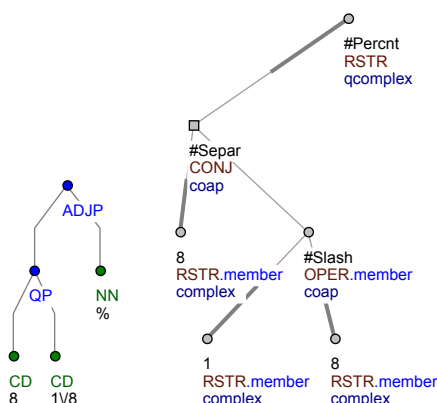 #Percnt
RSTR
qcomplex
#Separ
CONJ
coap
ADJP
8
RSTR.member
complex
#Slash
OPER.member
coap
QP
NN
%
1
RSTR.member
complex
8
RSTR.member
complex
CD
8
CD
1\/8